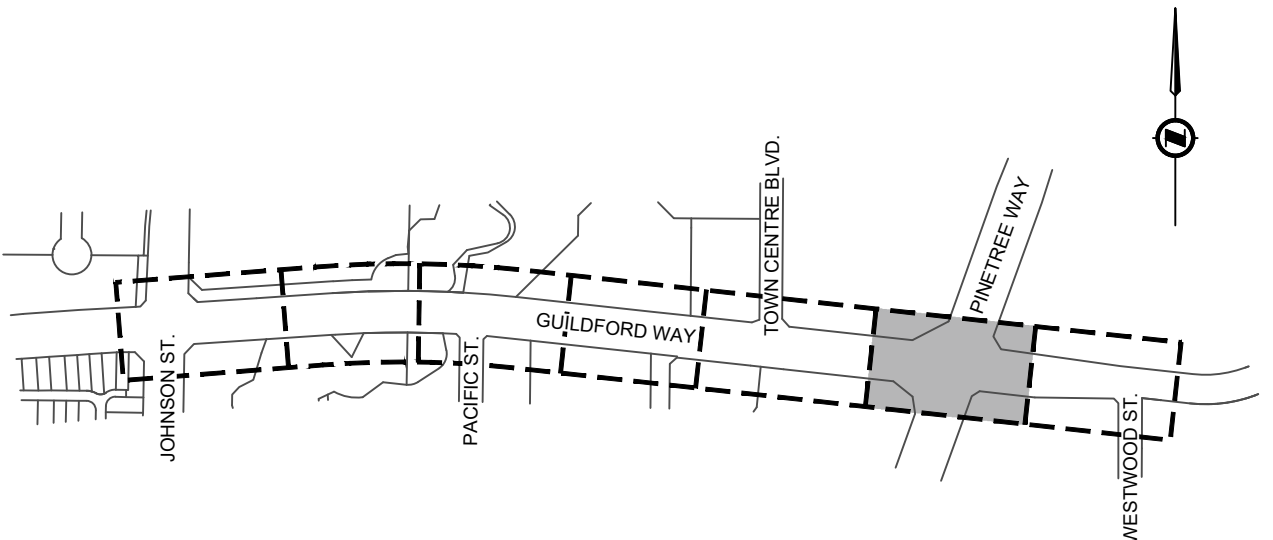 TOWN CENTRE BLVD.
PINETREE WAY
GUILDFORD WAY
JOHNSON ST.
PACIFIC ST.
WESTWOOD ST.
N